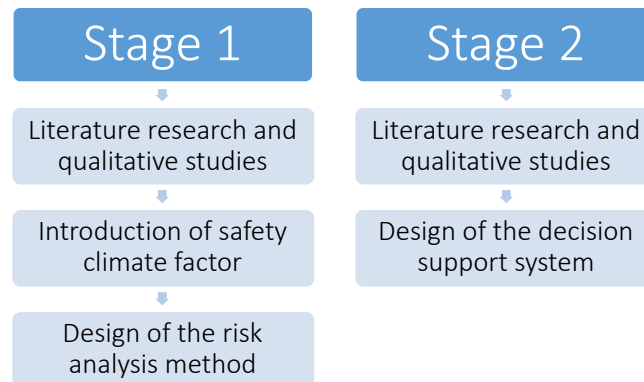 Stage 1
Literature research and
qualitative studies
Introduction of safety
climate factor
Design of the risk
analysis method
Stage 2
Literature research and
qualitative studies
Design of the decision
support system